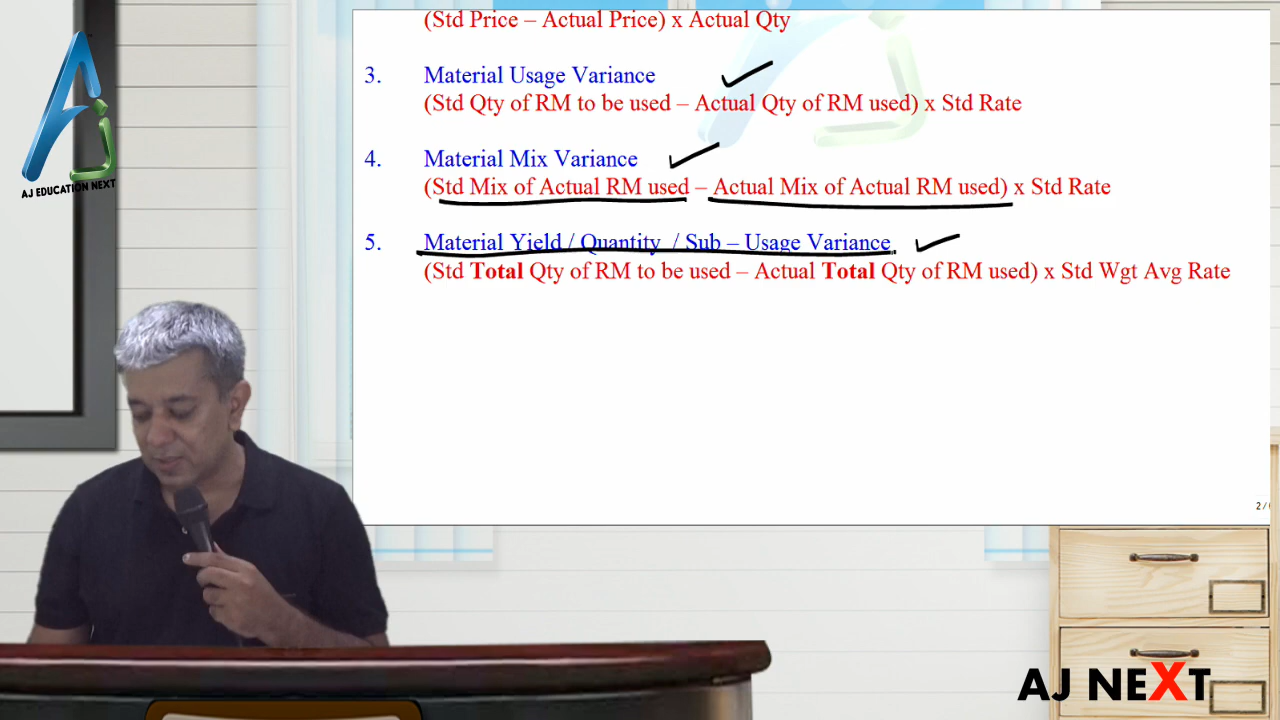 (Std Price – Actual Price) x Actual Qty
3. Material Usage Variance
(Std Qty of RM to be used – Actual Qty of RM used) x Std Rate
4. Material Mix Variance
(Std Mix of Actual RM used – Actual Mix of Actual RM used) x Std Rate
5. Material Yield / Quantity / Sub – Usage Variance
(Std Total Qty of RM to be used – Actual Total Qty of RM used) x Std Wgt Avg Rate
AJ EDUCATION NEXT
2/
AJ NEXT